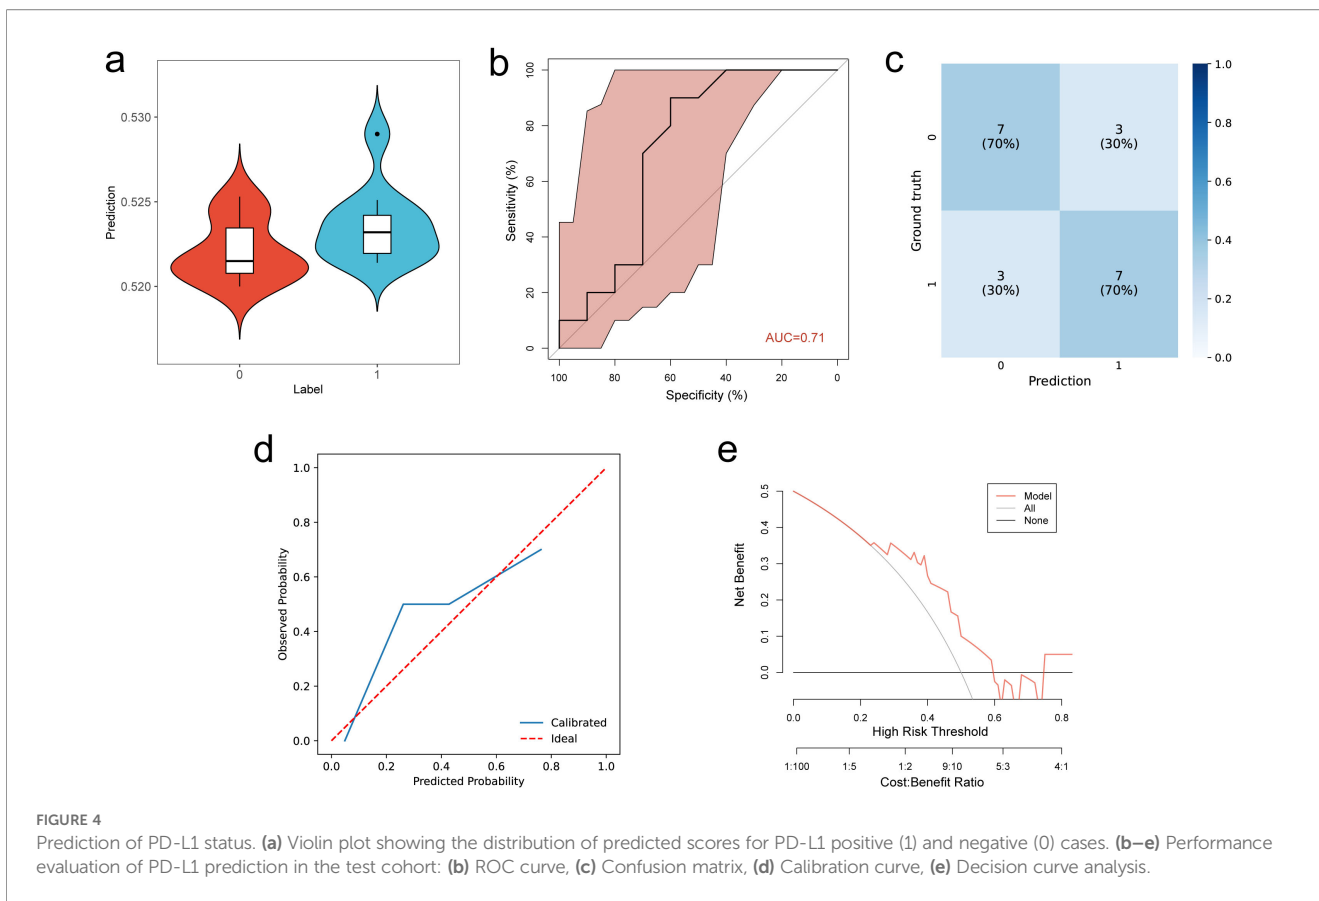 a
0.530
0.525
0.520
Prediction
0
1
Label
b
100
80
60
40
20
0
Sensitivity (%)
AUC=0.71
100
80
60
40
20
0
Specificity (%)
c
0
1
Ground truth
7
(70%)
3
(30%)
3
(30%)
7
(70%)
0
1
Prediction
1.0
0.8
0.6
0.4
0.2
0.0
d
1.0
0.8
0.6
0.4
0.2
0.0
Observed Probability
Calibrated
Ideal
0.0
0.2
0.4
0.6
0.8
1.0
Predicted Probability
e
0.5
0.4
0.3
0.2
0.1
0.0
Net Benefit
Model
All
None
0.0
0.2
0.4
0.6
0.8
High Risk Threshold
1:100
1:5
1:2
9:10
5:3
4:1
Cost:Benefit Ratio
FIGURE 4
Prediction of PD-L1 status. (a) Violin plot showing the distribution of predicted scores for PD-L1 positive (1) and negative (0) cases. (b–e) Performance
evaluation of PD-L1 prediction in the test cohort: (b) ROC curve, (c) Confusion matrix, (d) Calibration curve, (e) Decision curve analysis.